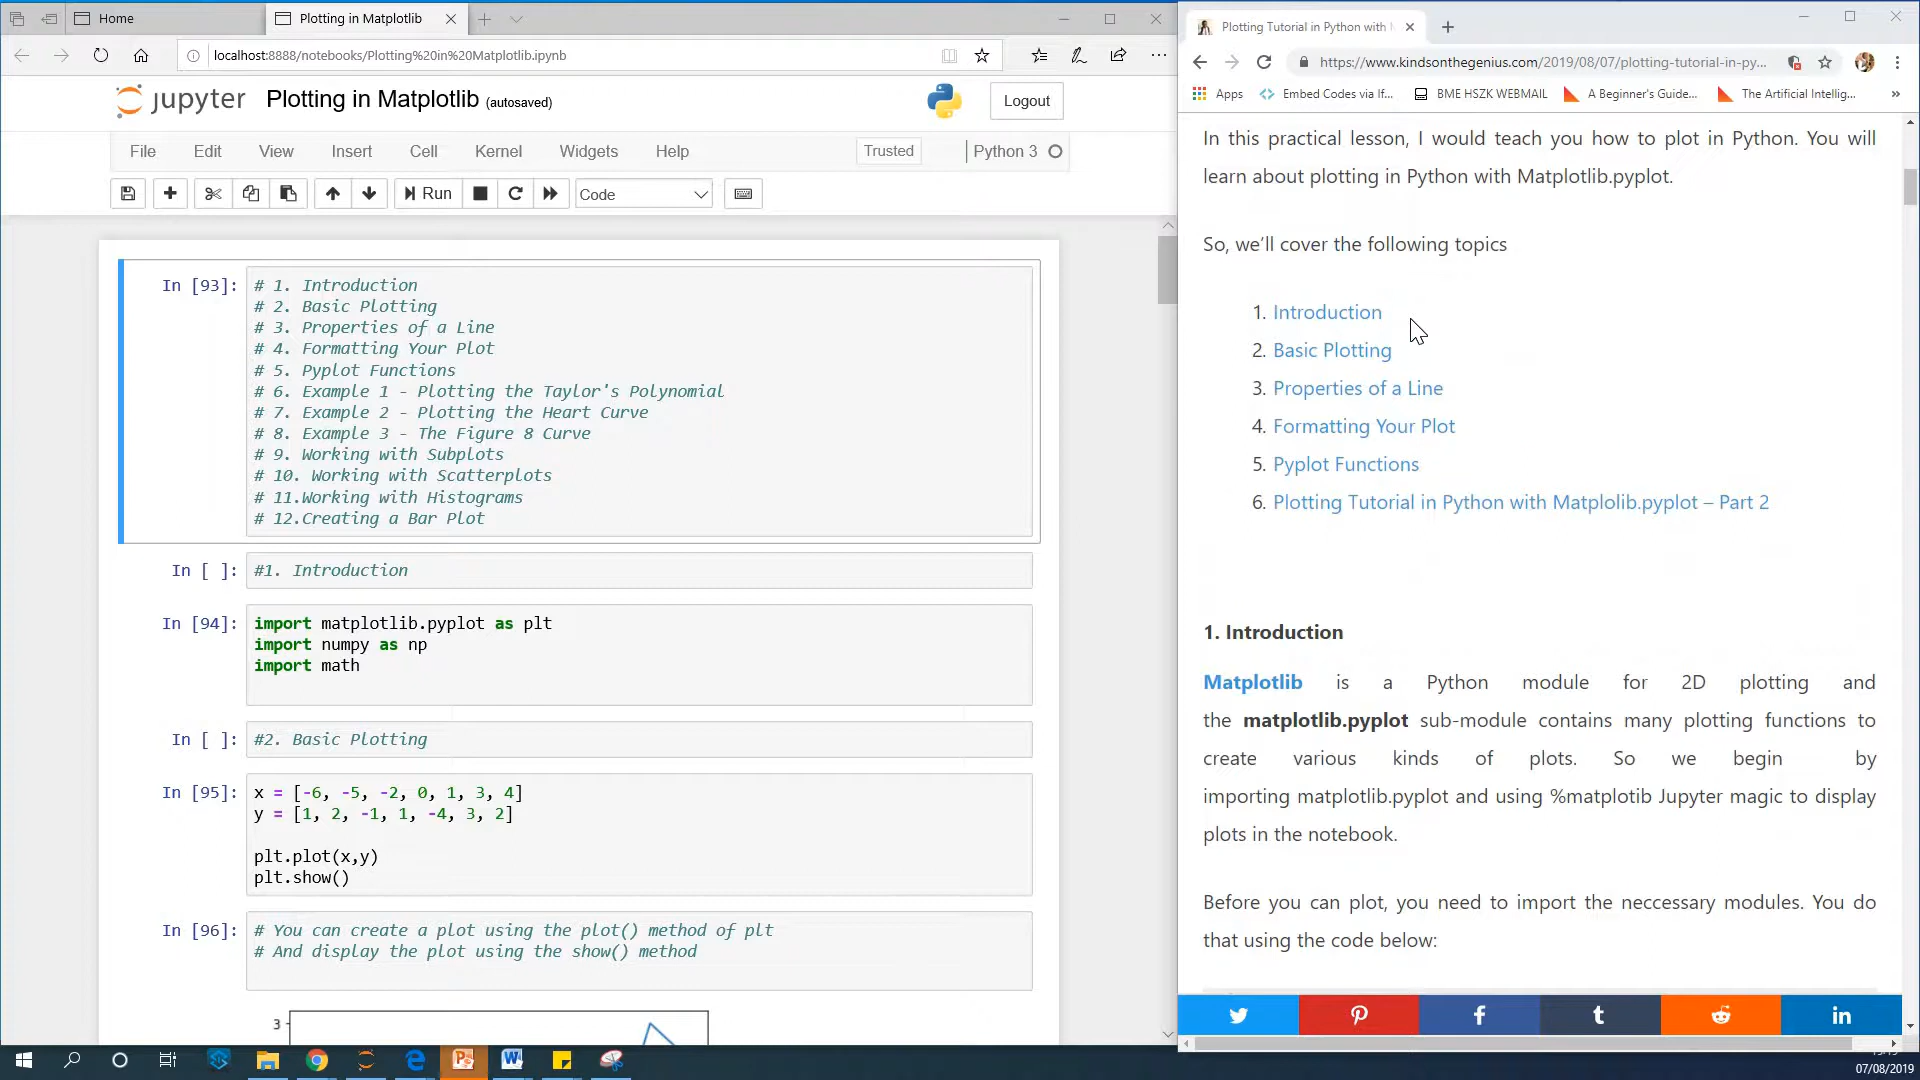 Home
Plotting in Matplotlib
localhost:8888/notebooks/Plotting%20in%20Matplotlib.ipynb
jupyter Plotting in Matplotlib (autosaved)
Logout
File Edit View Insert Cell Kernel Widgets Help
Trusted
Python 3
Run
Code
In [93]:
# 1. Introduction
# 2. Basic Plotting
# 3. Properties of a Line
# 4. Formatting Your Plot
# 5. Pyplot Functions
# 6. Example 1 - Plotting the Taylor's Polynomial
# 7. Example 2 - Plotting the Heart Curve
# 8. Example 3 - The Figure 8 Curve
# 9. Working with Subplots
# 10. Working with Scatterplots
# 11.Working with Histograms
# 12.Creating a Bar Plot
In [ ]:
#1. Introduction
In [94]:
import matplotlib.pyplot as plt
import numpy as np
import math
In [ ]:
#2. Basic Plotting
In [95]:
x = [-6, -5, -2, 0, 1, 3, 4]
y = [1, 2, -1, 1, -4, 3, 2]
plt.plot(x,y)
plt.show()
In [96]:
# You can create a plot using the plot() method of plt
# And display the plot using the show() method
3
Plotting Tutorial in Python with
https://www.kindsonthegenius.com/2019/08/07/plotting-tutorial-in-py...
Apps
Embed Codes via If...
BME HSZK WEBMAIL
A Beginner's Guide...
The Artificial Intellig...
In this practical lesson, I would teach you how to plot in Python. You will
learn about plotting in Python with Matplotlib.pyplot.
So, we'll cover the following topics
1. Introduction
2. Basic Plotting
3. Properties of a Line
4. Formatting Your Plot
5. Pyplot Functions
6. Plotting Tutorial in Python with Matplolib.pyplot – Part 2
1. Introduction
Matplotlib is a Python module for 2D plotting and
the matplotlib.pyplot sub-module contains many plotting functions to
create various kinds of plots. So we begin by
importing matplotlib.pyplot and using %matplotib Jupyter magic to display
plots in the notebook.
Before you can plot, you need to import the neccessary modules. You do
that using the code below:
07/08/2019